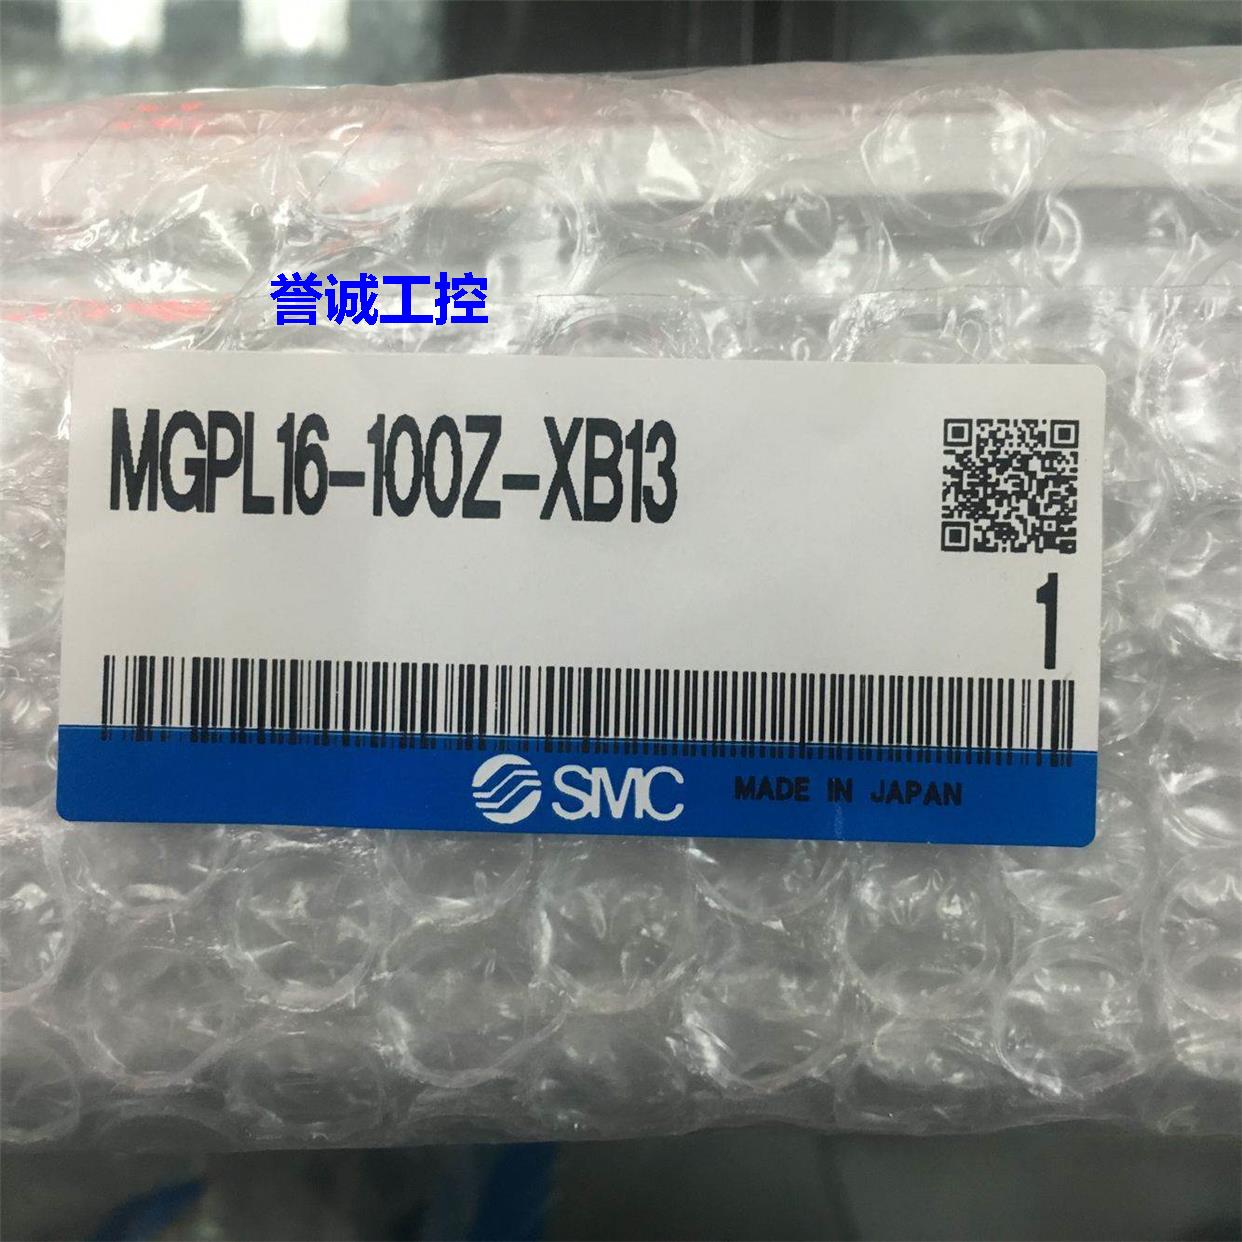 誉诚工控
MGPL16-100Z-XB13
1
SMC MADE IN JAPAN